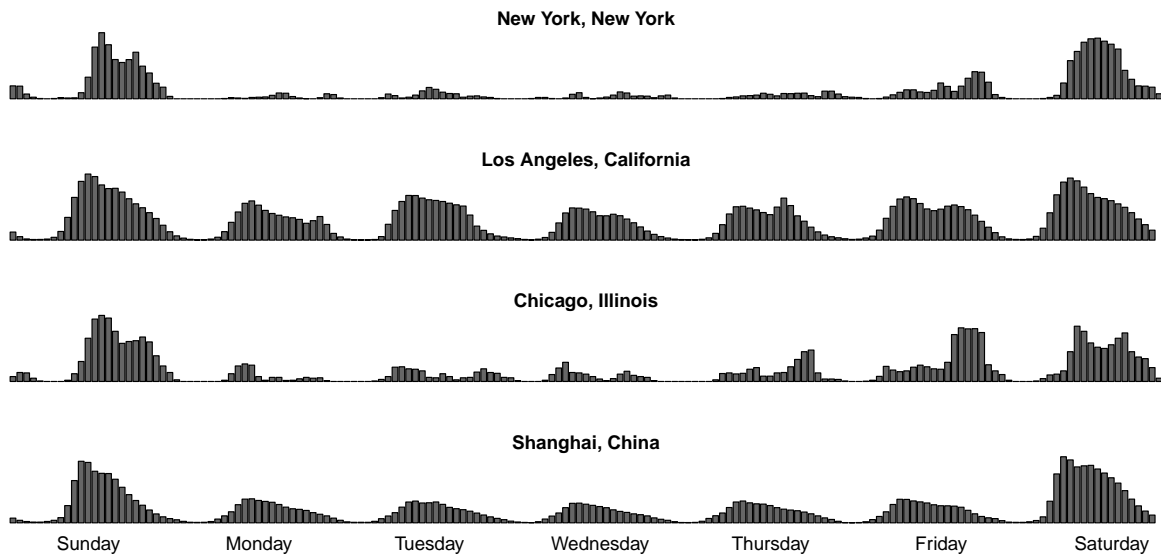 New York, New York
Los Angeles, California
Chicago, Illinois
Shanghai, China
Sunday Monday Tuesday Wednesday Thursday Friday Saturday